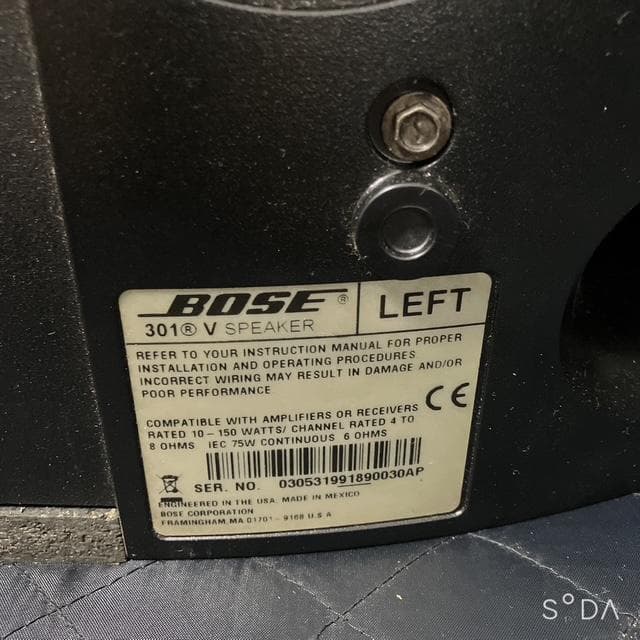 BOSE®
301® V SPEAKER
LEFT
REFER TO YOUR INSTRUCTION MANUAL FOR PROPER
INSTALLATION AND OPERATING PROCEDURES
INCORRECT WIRING MAY RESULT IN DAMAGE AND/OR
POOR PERFORMANCE
CE
COMPATIBLE WITH AMPLIFIERS OR RECEIVERS
RATED 10-150 WATTS/ CHANNEL RATED 4 TO
8 OHMS IEC 75W CONTINUOUS 6 OHMS
SER. NO. 030531991890030AP
ENGINEERED IN THE USA. MADE IN MEXICO
BOSE CORPORATION
FRAMINGHAM, MA 01701-9168 U.S.A
S°DA